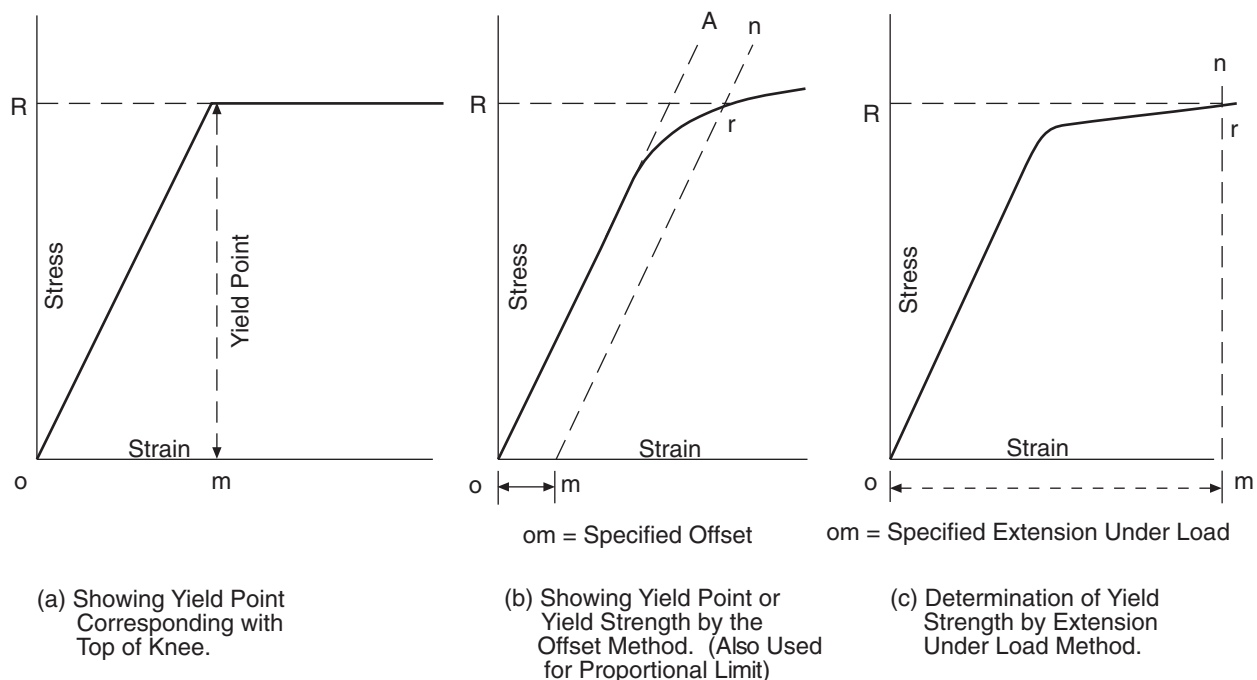 R
Stress
Yield Point
Strain
o
m
A
n
R
r
Stress
Strain
o
m
om = Specified Offset
n
R
r
Stress
Strain
o
m
om = Specified Extension Under Load
(a) Showing Yield Point
Corresponding with
Top of Knee.
(b) Showing Yield Point or
Yield Strength by the
Offset Method. (Also Used
for Proportional Limit)
(c) Determination of Yield
Strength by Extension
Under Load Method.